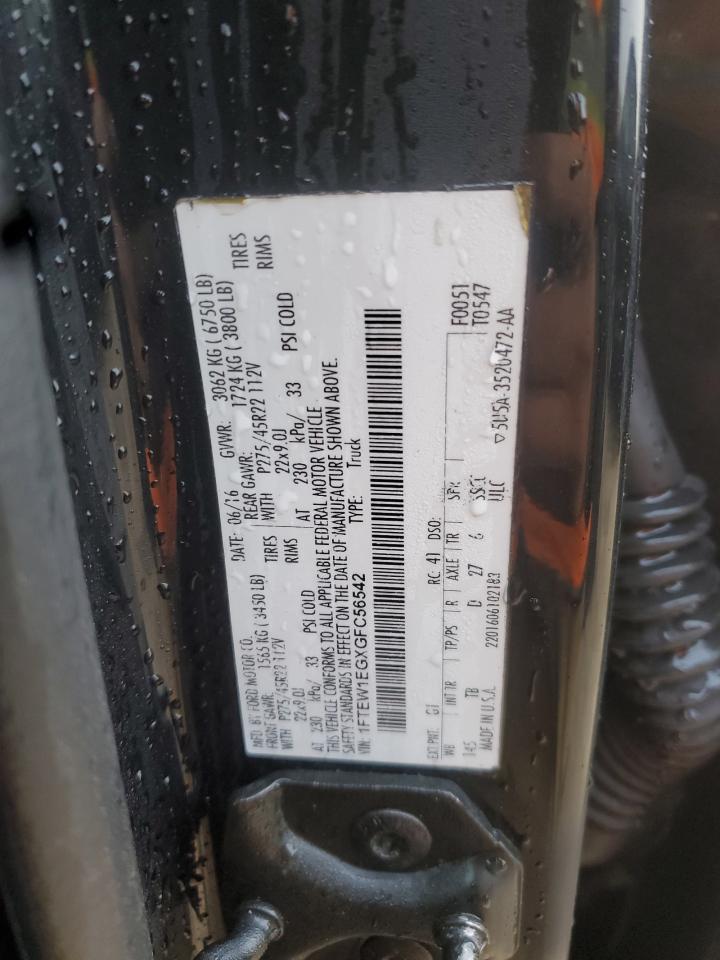 MFD. BY FORD MOTOR CO.
DATE: 06/16 GVWR: 3062 KG ( 6750 LB)
FRONT GAWR: 1565 KG ( 3450 LB) REAR GAWR: 1724 KG ( 3800 LB)
WITH P275/45R22 112V TIRES WITH P275/45R22 112V TIRES
22x9.0J RIMS 22x9.0J RIMS
AT 230 kPa/ 33 PSI COLD AT 230 kPa/ 33 PSI COLD
THIS VEHICLE CONFORMS TO ALL APPLICABLE FEDERAL MOTOR VEHICLE
SAFETY STANDARDS IN EFFECT ON THE DATE OF MANUFACTURE SHOWN ABOVE.
VIN: 1FTEW1EGXGFC56542 TYPE: Truck
EXT PNT: G1 RC: 41 DSO: F0051
WB INT TR TP/PS R AXLE TR SPR T0547
145 TB D 27 6
MADE IN U.S.A. 2201606102183 ULC